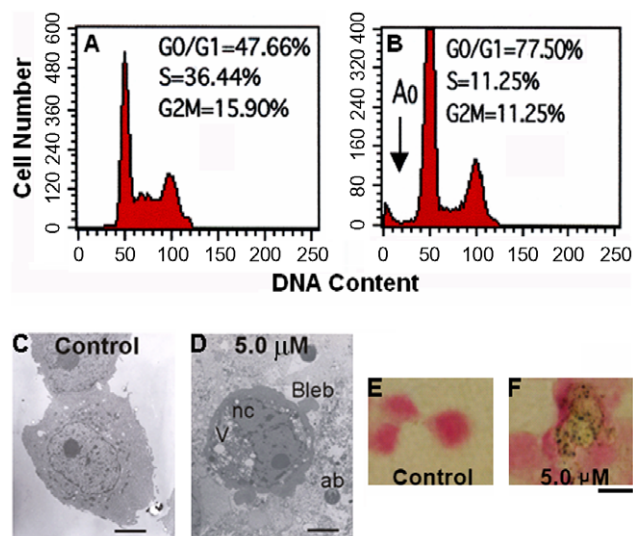 A
G0/G1=47.66%
S=36.44%
G2M=15.90%
Cell Number
600
480
360
240
120
0
0 50 100 150 200 250
B
G0/G1=77.50%
S=11.25%
G2M=11.25%
A0
400
320
240
160
80
0
0 50 100 150 200 250
DNA Content
C Control
D 5.0 μM
Bleb
nc
V
ab
E
Control
F
5.0 μM